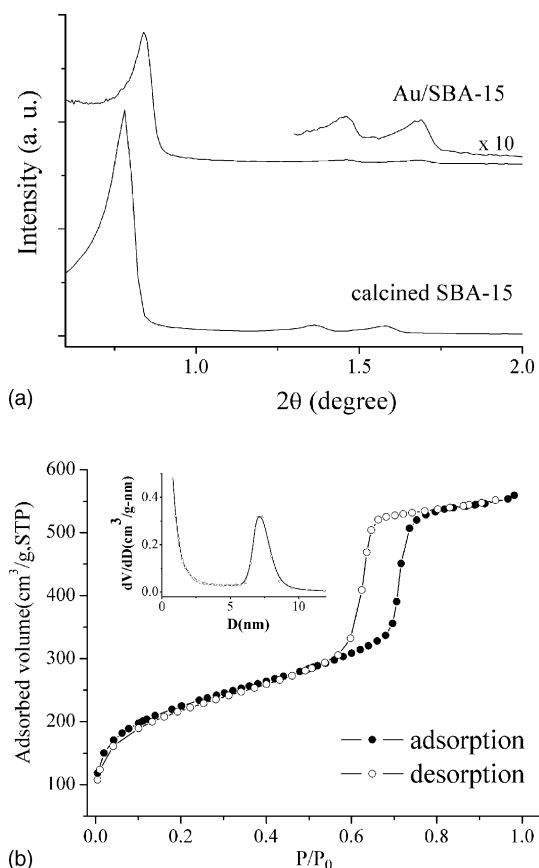 Intensity (a. u.)
Au/SBA-15
x 10
calcined SBA-15
1.0 1.5 2.0
2θ (degree)
(a)
Adsorbed volume(cm³/g,STP)
600
500
400
300
200
100
dV/dD(cm³/g-nm)
0.4
0.2
0.0
0 5 10
D(nm)
adsorption
desorption
0.0 0.2 0.4 0.6 0.8 1.0
P/P₀
(b)